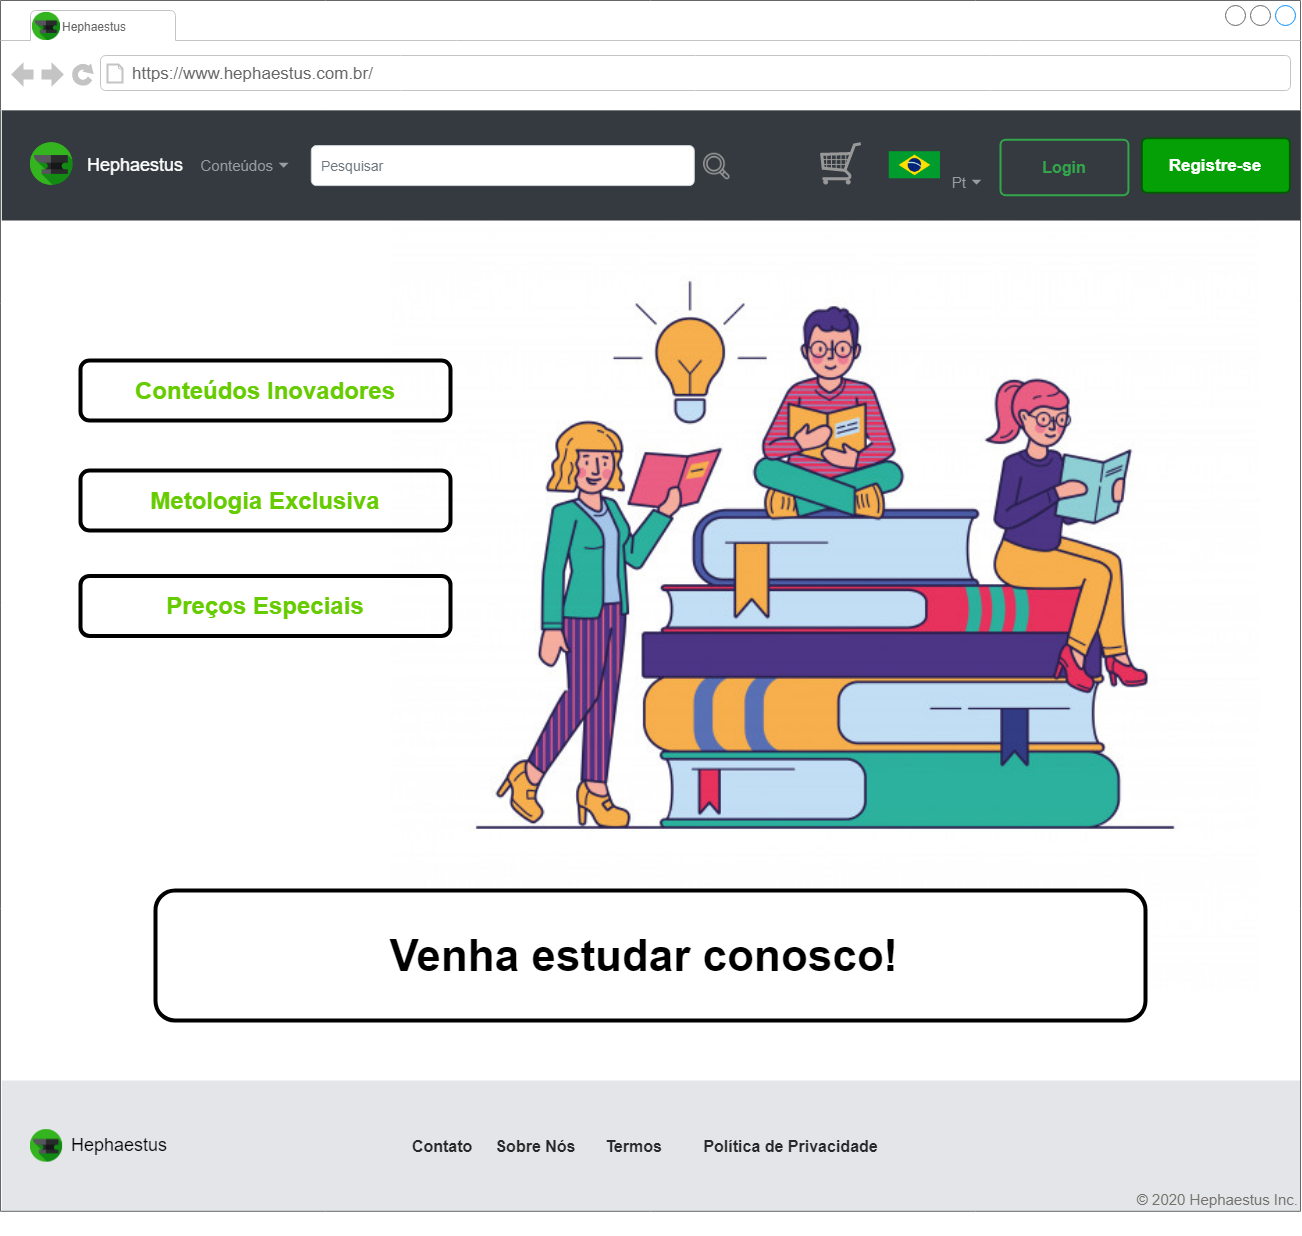 Hephaestus
https://www.hephaestus.com.br/
Hephaestus Conteúdos Pesquisar Pt Login Registre-se
Conteúdos Inovadores
Metologia Exclusiva
Preços Especiais
Venha estudar conosco!
Hephaestus Contato Sobre Nós Termos Política de Privacidade
© 2020 Hephaestus Inc.